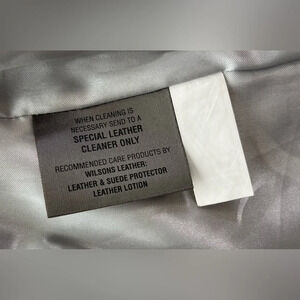 WHEN CLEANING IS
NECESSARY SEND TO A
SPECIAL LEATHER
CLEANER ONLY
RECOMMENDED CARE PRODUCTS BY
WILSONS LEATHER:
LEATHER & SUEDE PROTECTOR
LEATHER LOTION